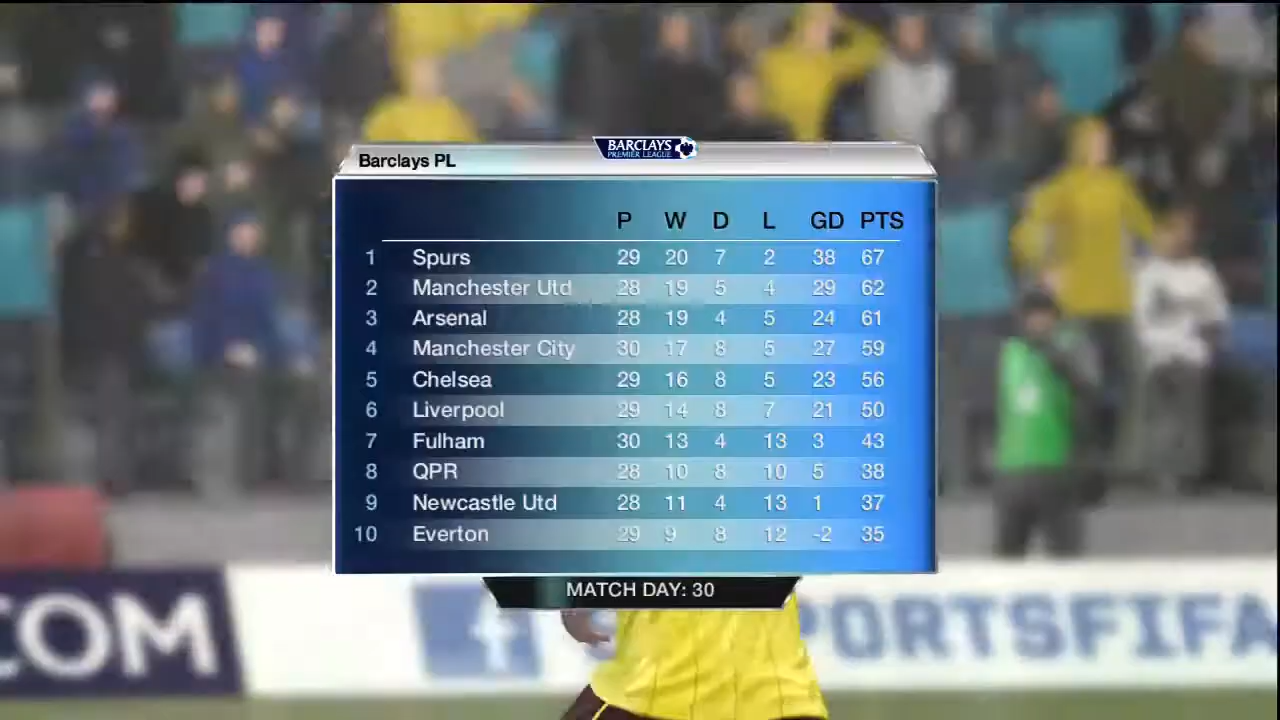 BARCLAYS
PREMIER LEAGUE
Barclays PL
P W D L GD PTS
1 Spurs 29 20 7 2 38 67
2 Manchester Utd 28 19 5 4 29 62
3 Arsenal 28 19 4 5 24 61
4 Manchester City 30 17 8 5 27 59
5 Chelsea 29 16 8 5 23 56
6 Liverpool 29 14 8 7 21 50
7 Fulham 30 13 4 13 3 43
8 QPR 28 10 8 10 5 38
9 Newcastle Utd 28 11 4 13 1 37
10 Everton 29 9 8 12 -2 35
MATCH DAY: 30
COM f PORTSFIFA